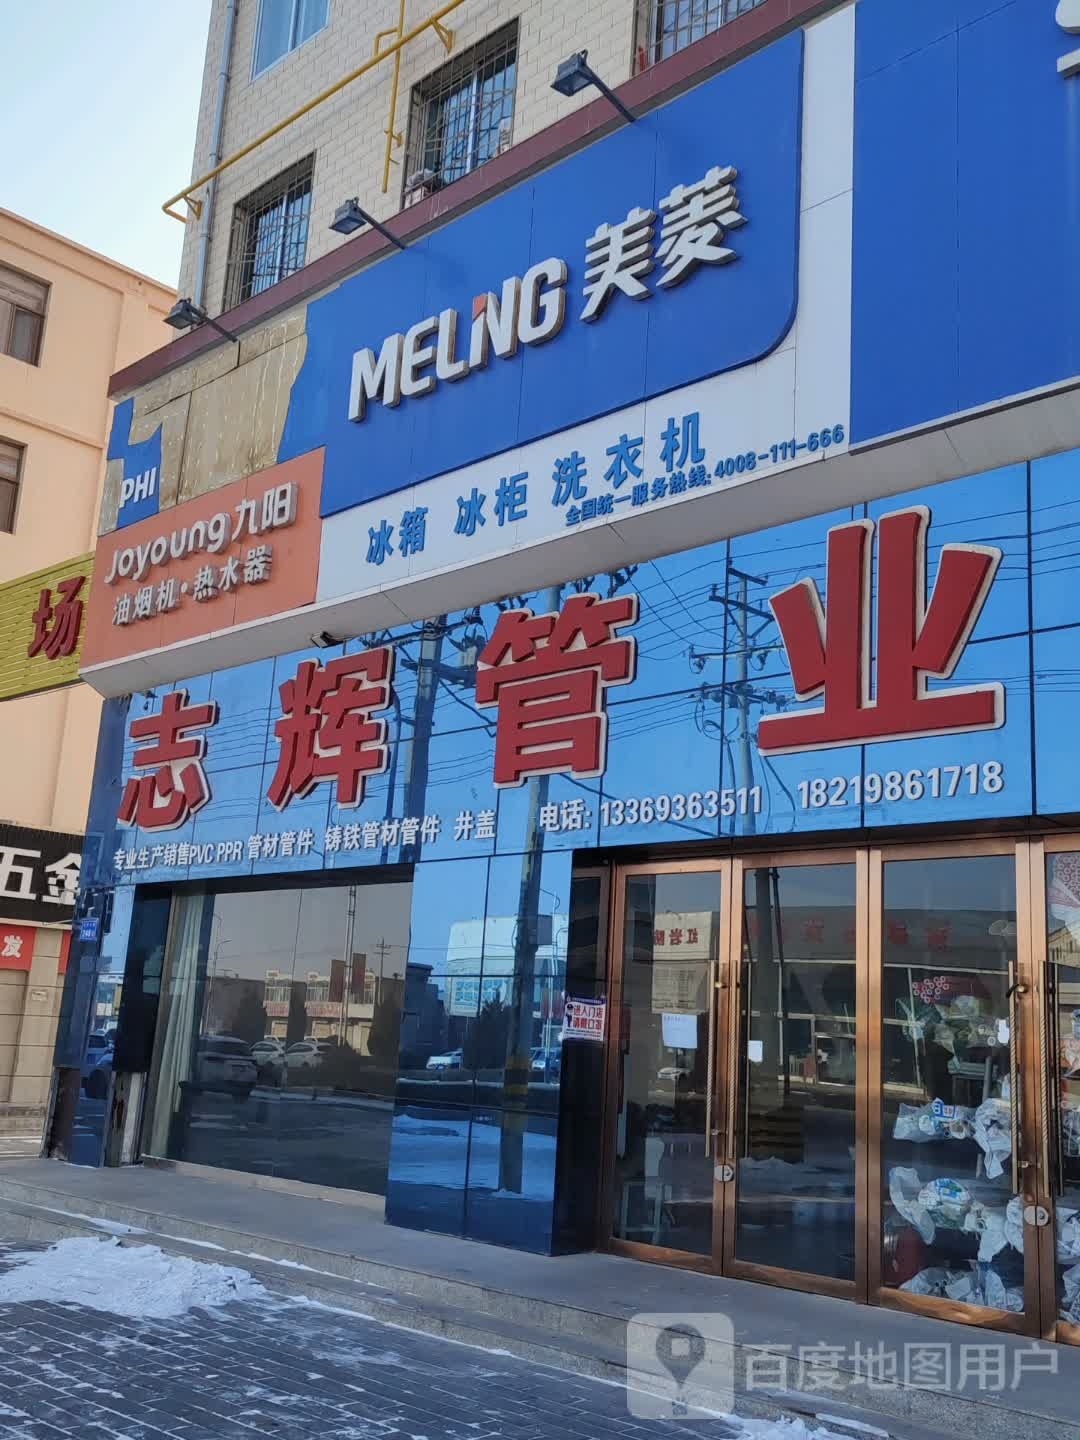 MELNG 美菱
冰箱 冰柜 洗衣机
全国统一服务热线:4008-111-666
PHI
Joyoung九阳
油烟机·热水器
场
志辉管业
专业生产销售PVC PPR 管材管件 铸铁管材管件 井盖 电话: 13369363511 18219861718
五金
发
进入门店
请戴口罩
百度地图用户